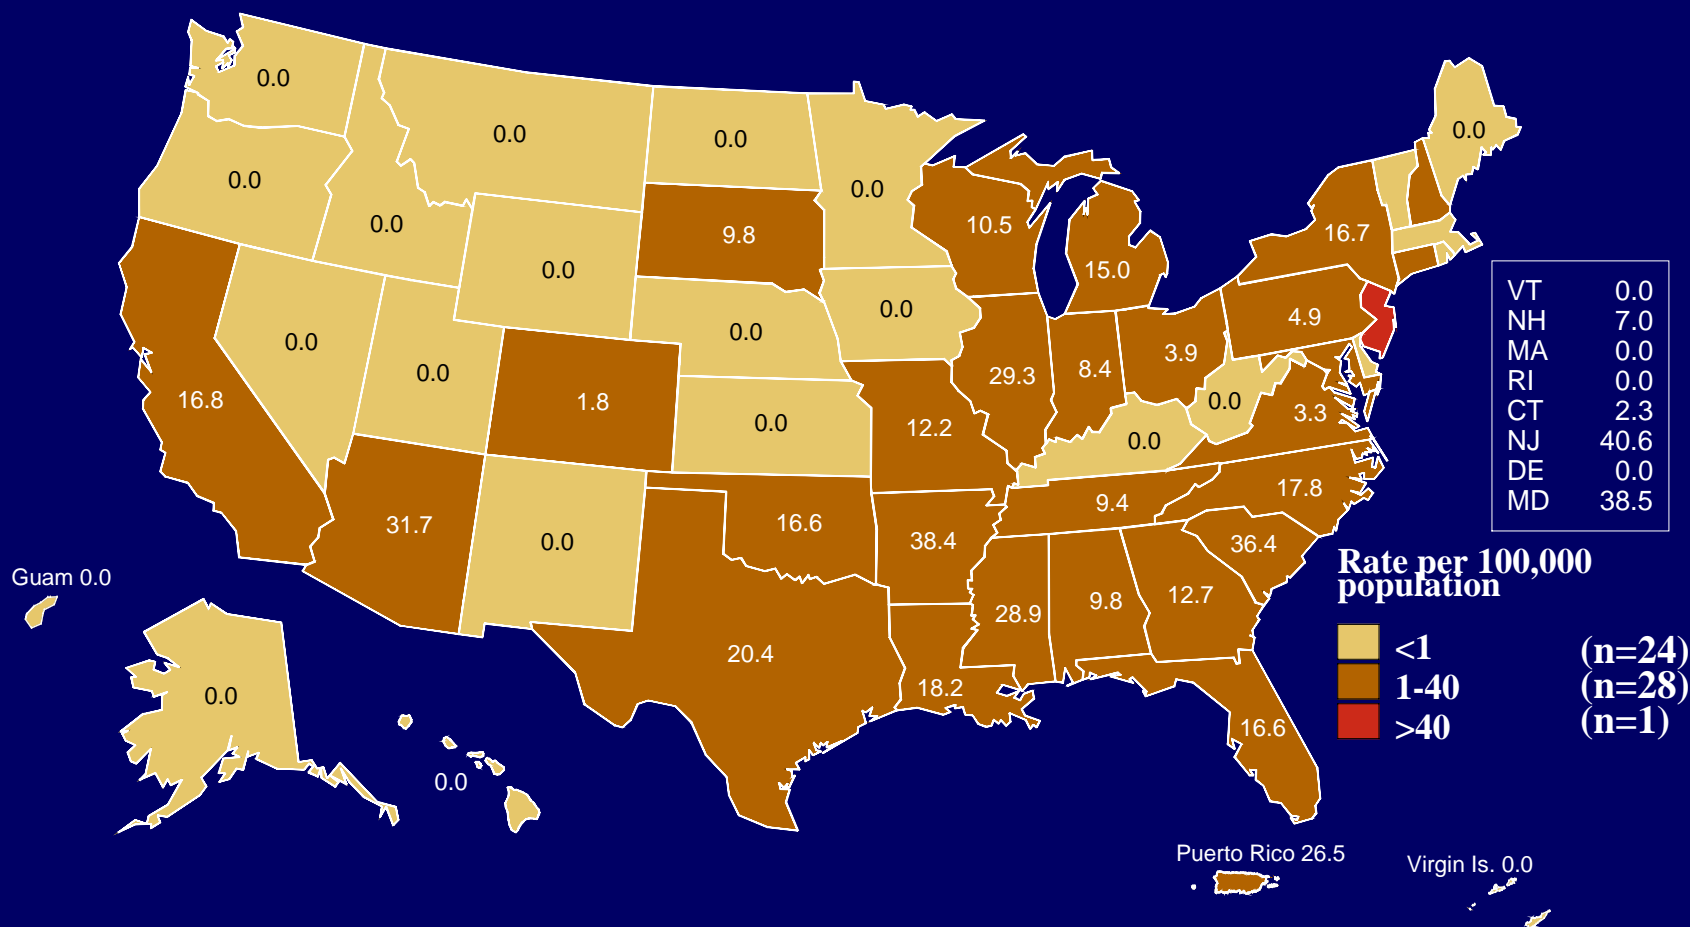 0.0
0.0
0.0
0.0
0.0
0.0
0.0
9.8
10.5
16.7
0.0
15.0
0.0
0.0
4.9
0.0
0.0
3.9
0.0
8.4
29.3
16.8
1.8
0.0
3.3
0.0
12.2
0.0
17.8
9.4
31.7
16.6
0.0
38.4
36.4
12.7
9.8
28.9
20.4
18.2
16.6
VT 0.0
NH 7.0
MA 0.0
RI 0.0
CT 2.3
NJ 40.6
DE 0.0
MD 38.5
Rate per 100,000
population
<1 (n=24)
1-40 (n=28)
>40 (n=1)
Guam 0.0
0.0
0.0
Puerto Rico 26.5
Virgin Is. 0.0